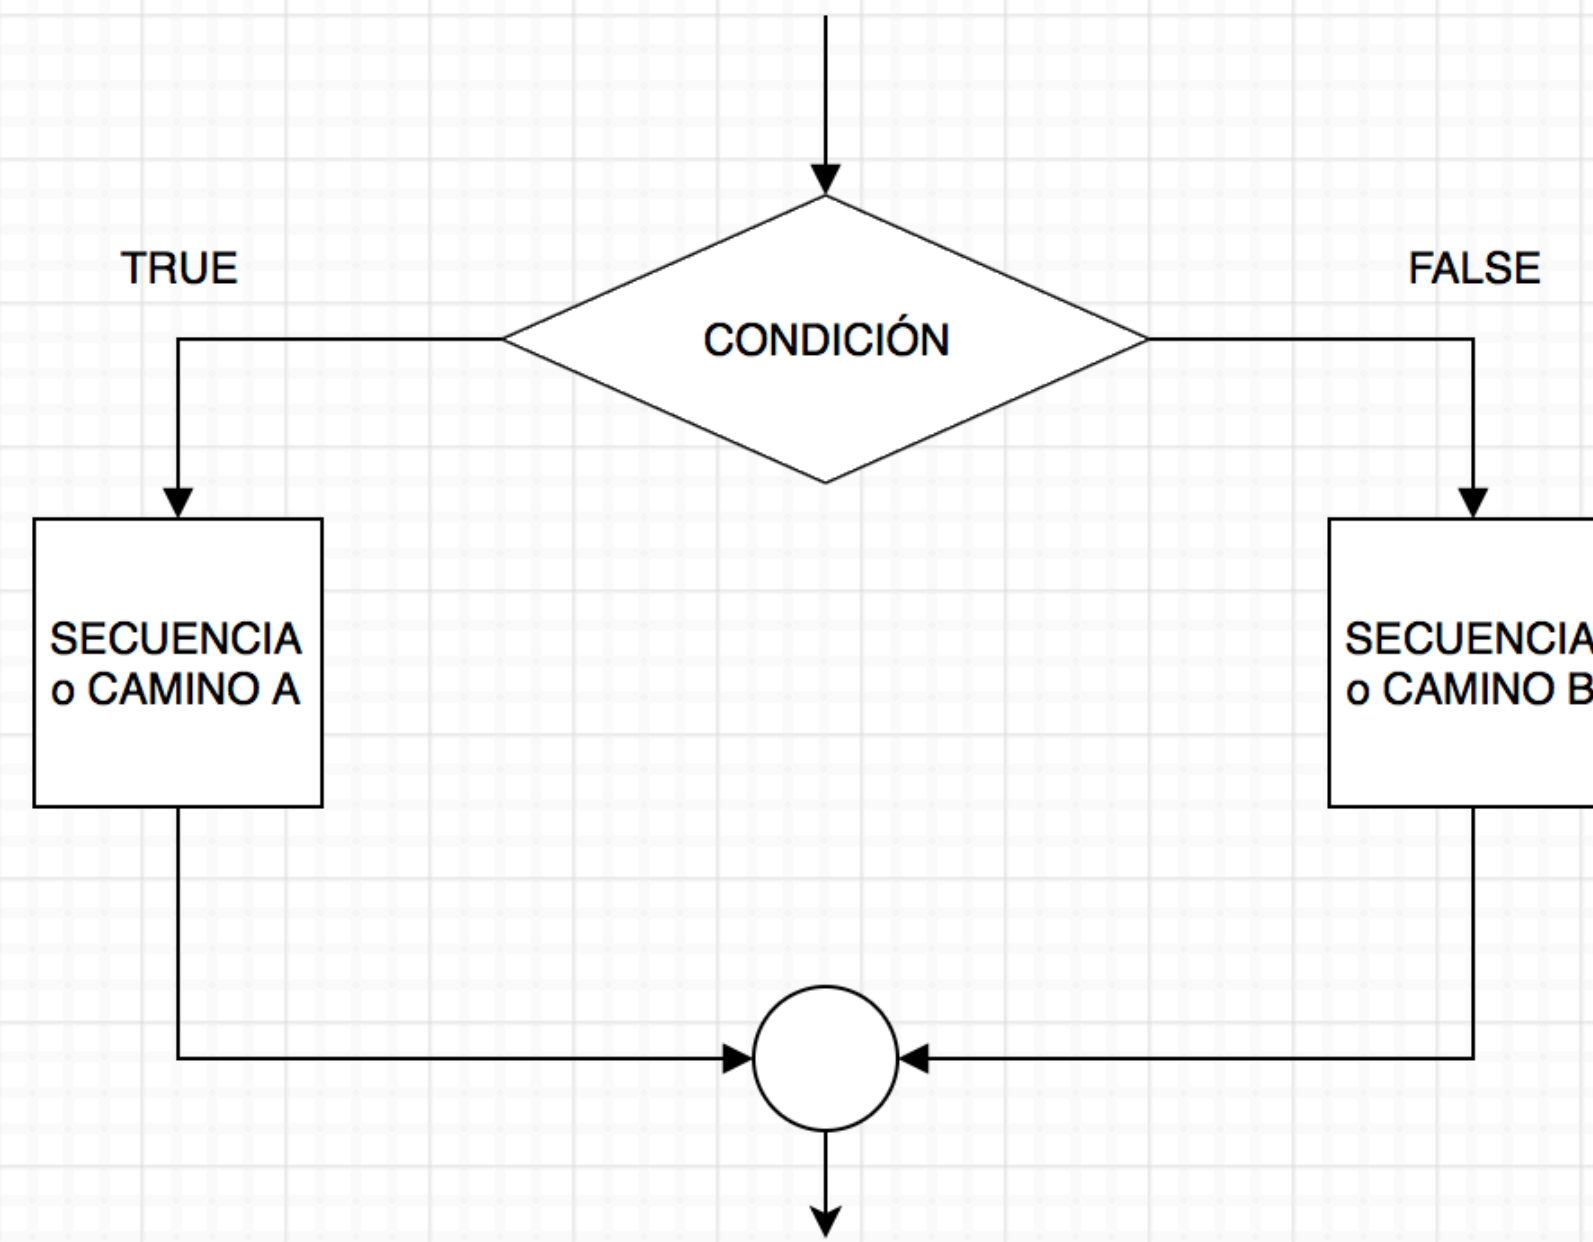 TRUE
FALSE
CONDICIÓN
SECUENCIA
o CAMINO A
SECUENCIA
o CAMINO B